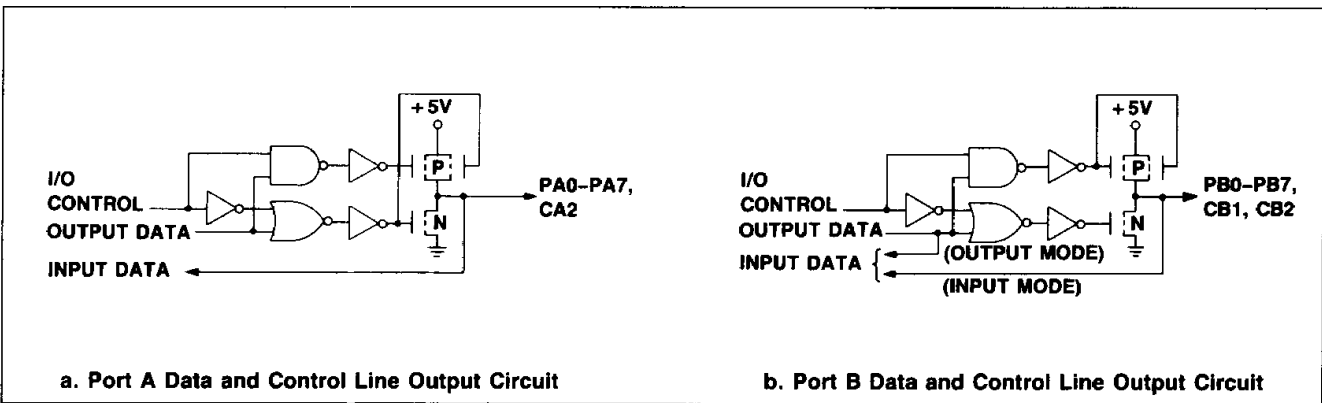 +5V
P
I/O
CONTROL
OUTPUT DATA
N
PA0–PA7,
CA2
INPUT DATA
a. Port A Data and Control Line Output Circuit
+5V
P
I/O
CONTROL
OUTPUT DATA
N
PB0–PB7,
CB1, CB2
INPUT DATA
(OUTPUT MODE)
(INPUT MODE)
b. Port B Data and Control Line Output Circuit